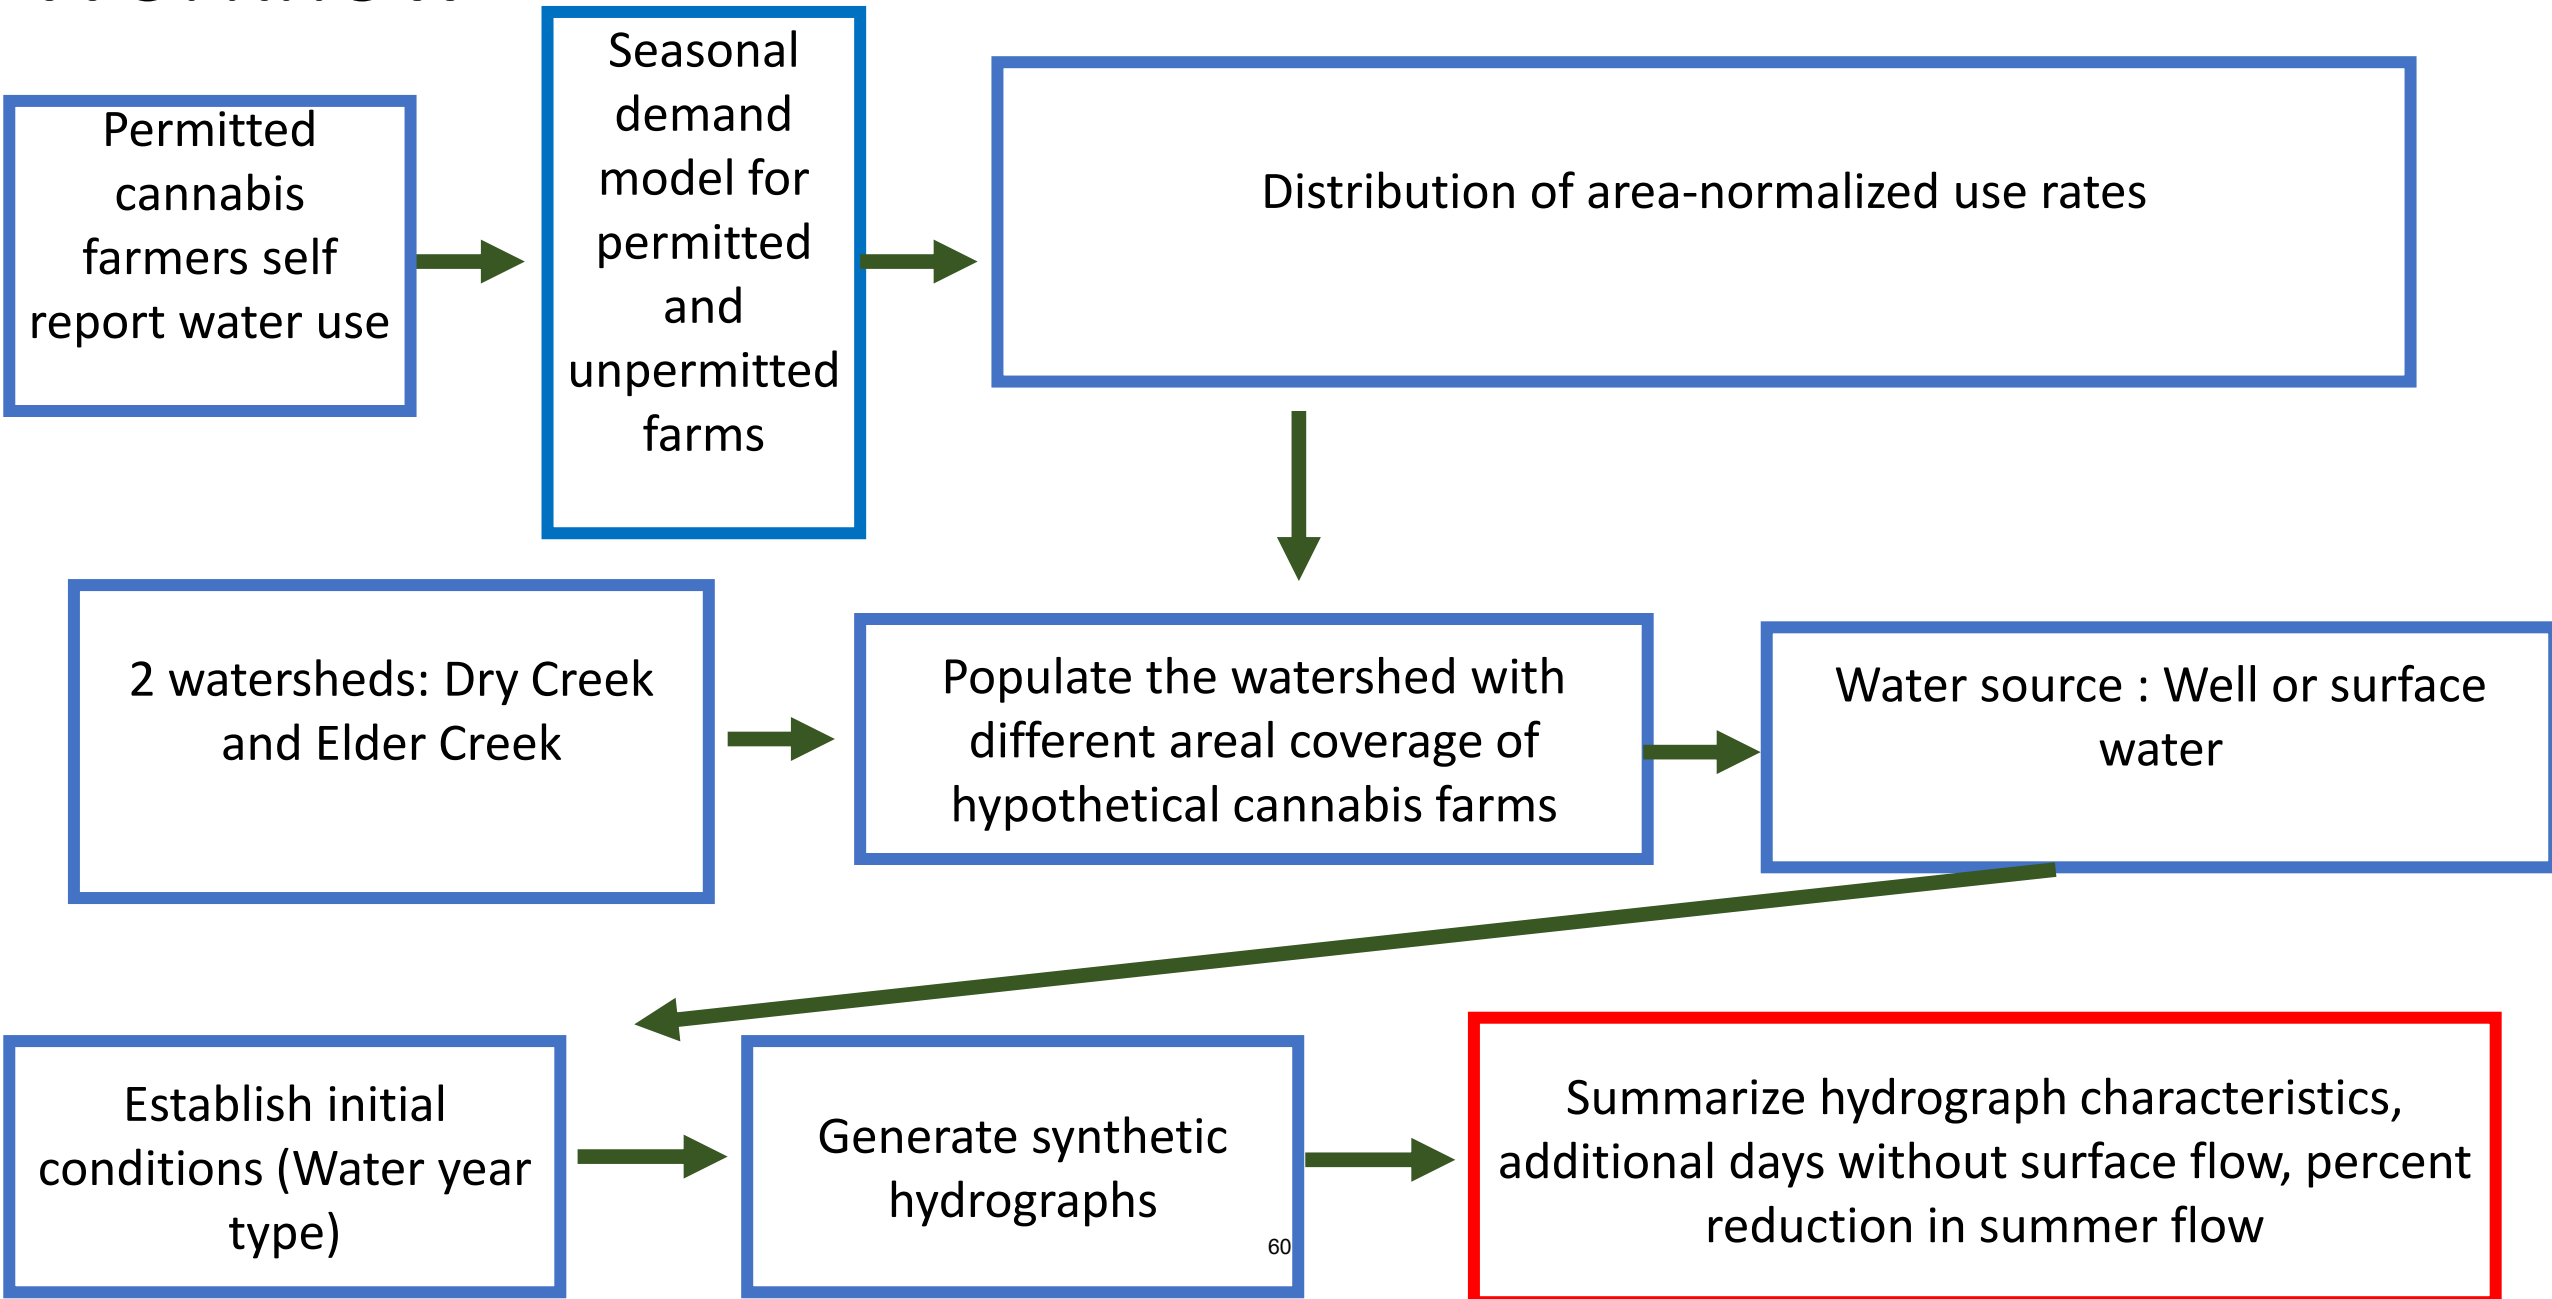 Permitted
cannabis
farmers self
report water use
Seasonal
demand
model for
permitted
and
unpermitted
farms
Distribution of area-normalized use rates
2 watersheds: Dry Creek
and Elder Creek
Populate the watershed with
different areal coverage of
hypothetical cannabis farms
Water source : Well or surface
water
Establish initial
conditions (Water year
type)
Generate synthetic
hydrographs
60
Summarize hydrograph characteristics,
additional days without surface flow, percent
reduction in summer flow